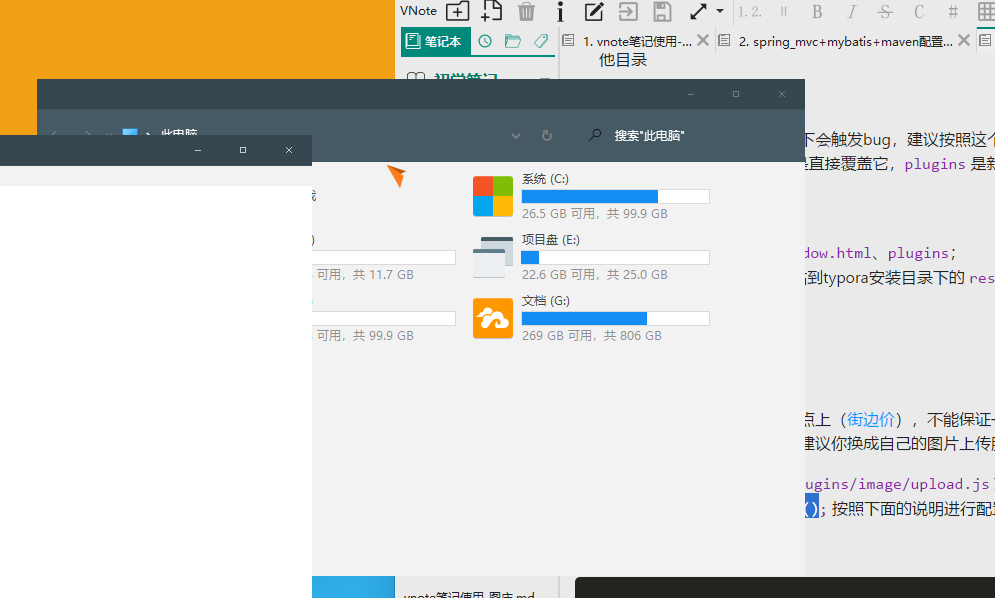 VNote
1. 2. H B I S C #
笔记本
1. vnote笔记使用-...
2. spring_mvc+mybatis+maven配置...
他目录
初学笔记
此电脑
搜索"此电脑"
下会触发bug，建议按照这个
是直接覆盖它，plugins 是新
系统 (C:)
26.5 GB 可用，共 99.9 GB
项目盘 (E:)
可用，共 11.7 GB
22.6 GB 可用，共 25.0 GB
dow.html、plugins；
占到typora安装目录下的 res
文档 (G:)
可用，共 99.9 GB
269 GB 可用，共 806 GB
点上（街边价），不能保证
建议你换成自己的图片上传
ugins/image/upload.js
(); 按照下面的说明进行配置
vnote笔记使用-图床.md